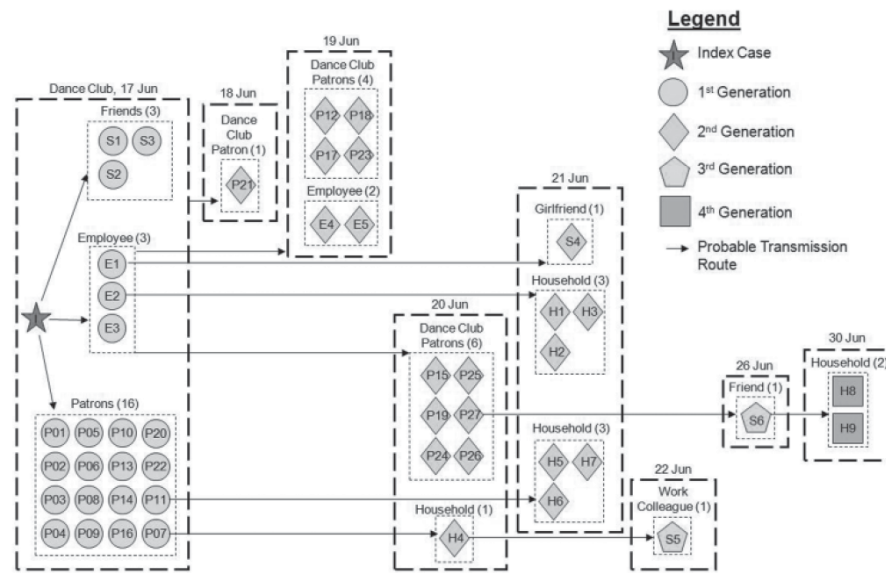 Legend
I
Index Case
1st Generation
2nd Generation
3rd Generation
4th Generation
Probable Transmission
Route
Dance Club, 17 Jun
Friends (3)
S1 S3
S2
Employee (3)
E1
E2
E3
I
Patrons (16)
P01 P05 P10 P20
P02 P06 P13 P22
P03 P08 P14 P11
P04 P09 P16 P07
18 Jun
Dance
Club
Patron (1)
P21
19 Jun
Dance Club
Patrons (4)
P12 P18
P17 P23
Employee (2)
E4 E5
20 Jun
Dance Club
Patrons (6)
P15 P25
P19 P27
P24 P26
Household (1)
H4
21 Jun
Girlfriend (1)
S4
Household (3)
H1 H3
H2
Household (3)
H5 H7
H6
22 Jun
Work
Colleague (1)
S5
26 Jun
Friend (1)
S6
30 Jun
Household (2)
H8
H9